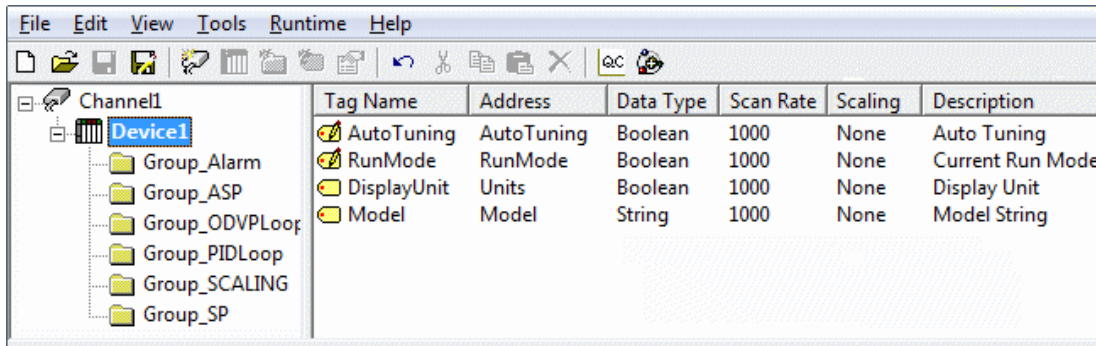 File Edit View Tools Runtime Help
QC
Channel1
Device1
Group_Alarm
Group_ASP
Group_ODVPLoop
Group_PIDLoop
Group_SCALING
Group_SP
Tag Name Address Data Type Scan Rate Scaling Description
AutoTuning AutoTuning Boolean 1000 None Auto Tuning
RunMode RunMode Boolean 1000 None Current Run Mode
DisplayUnit Units Boolean 1000 None Display Unit
Model Model String 1000 None Model String